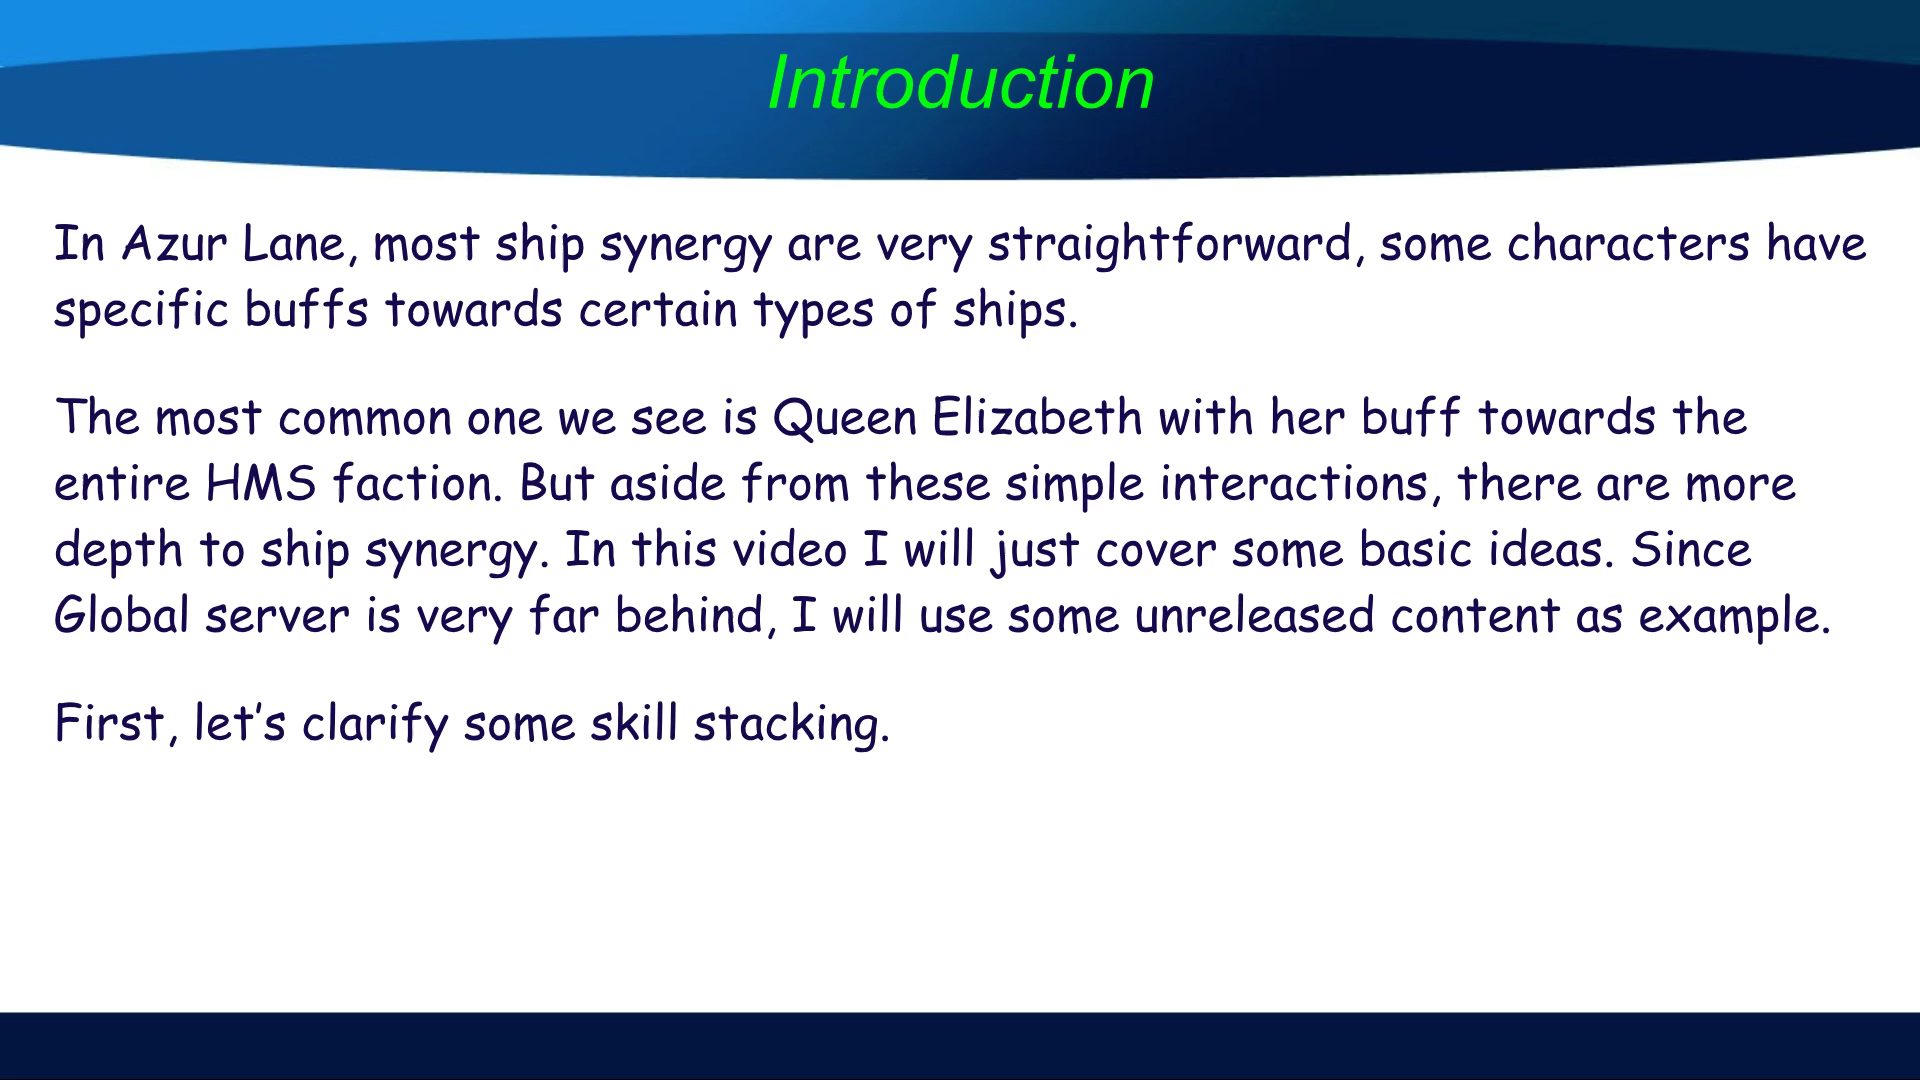 Introduction
In Azur Lane, most ship synergy are very straightforward, some characters have
specific buffs towards certain types of ships.
The most common one we see is Queen Elizabeth with her buff towards the
entire HMS faction. But aside from these simple interactions, there are more
depth to ship synergy. In this video I will just cover some basic ideas. Since
Global server is very far behind, I will use some unreleased content as example.
First, let’s clarify some skill stacking.